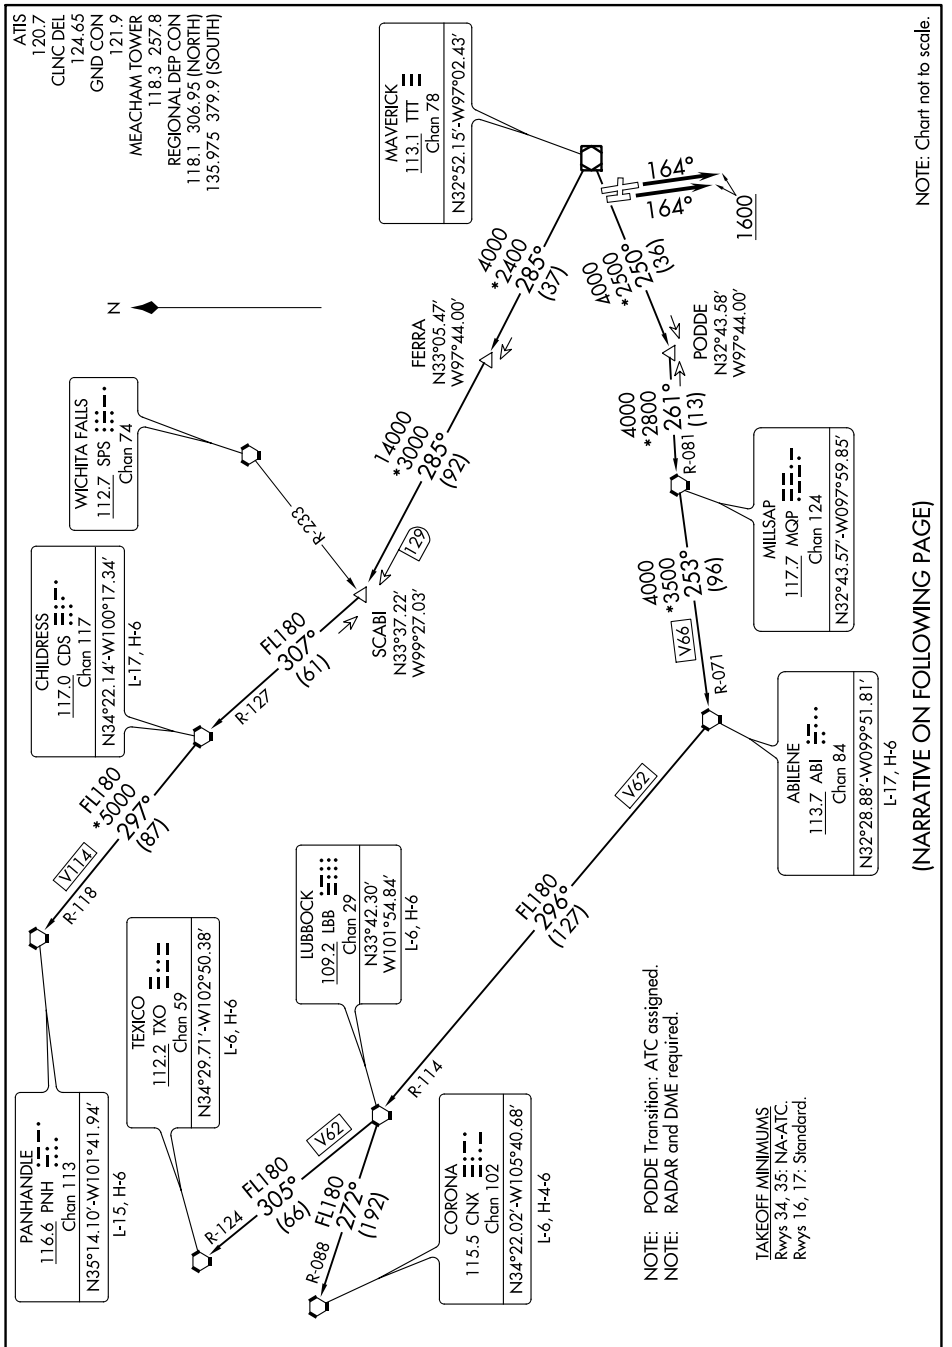 ATIS
120.7
CLNC DEL
124.65
GND CON
121.9
MEACHAM TOWER
118.3 257.8
REGIONAL DEP CON
118.1 306.95 (NORTH)
135.975 379.9 (SOUTH)
MAVERICK
113.1 TTT
Chan 78
N32°52.15'-W97°02.43'
N
164°
164°
1600
4000
*2400
285°
(37)
4000
*2500
250°
(36)
FERRA
N33°05.47'
W97°44.00'
PODDE
N32°43.58'
W97°44.00'
WICHITA FALLS
112.7 SPS
Chan 74
R-233
14000
*3000
285°
(92)
129
4000
*2800
261°
(13)
R-081
MILLSAP
117.7 MQP
Chan 124
N32°43.57'-W097°59.85'
CHILDRESS
117.0 CDS
Chan 117
N34°22.14'-W100°17.34'
L-17, H-6
SCABI
N33°37.22'
W99°27.03'
FL180
307°
(61)
R-127
4000
*3500
253°
(96)
V66
R-071
ABILENE
113.7 ABI
Chan 84
N32°28.88'-W099°51.81'
L-17, H-6
FL180
*5000
297°
(87)
V114
R-118
V62
FL180
296°
(127)
R-114
LUBBOCK
109.2 LBB
Chan 29
N33°42.30'
W101°54.84'
L-6, H-6
PANHANDLE
116.6 PNH
Chan 113
N35°14.10'-W101°41.94'
L-15, H-6
TEXICO
112.2 TXO
Chan 59
N34°29.71'-W102°50.38'
L-6, H-6
V62
FL180
305°
(66)
R-124
FL180
272°
(192)
R-088
CORONA
115.5 CNX
Chan 102
N34°22.02'-W105°40.68'
L-6, H-4-6
NOTE: PODDE Transition: ATC assigned.
NOTE: RADAR and DME required.
TAKEOFF MINIMUMS
Rwys 34, 35: NA-ATC.
Rwys 16, 17: Standard.
NOTE: Chart not to scale.
(NARRATIVE ON FOLLOWING PAGE)